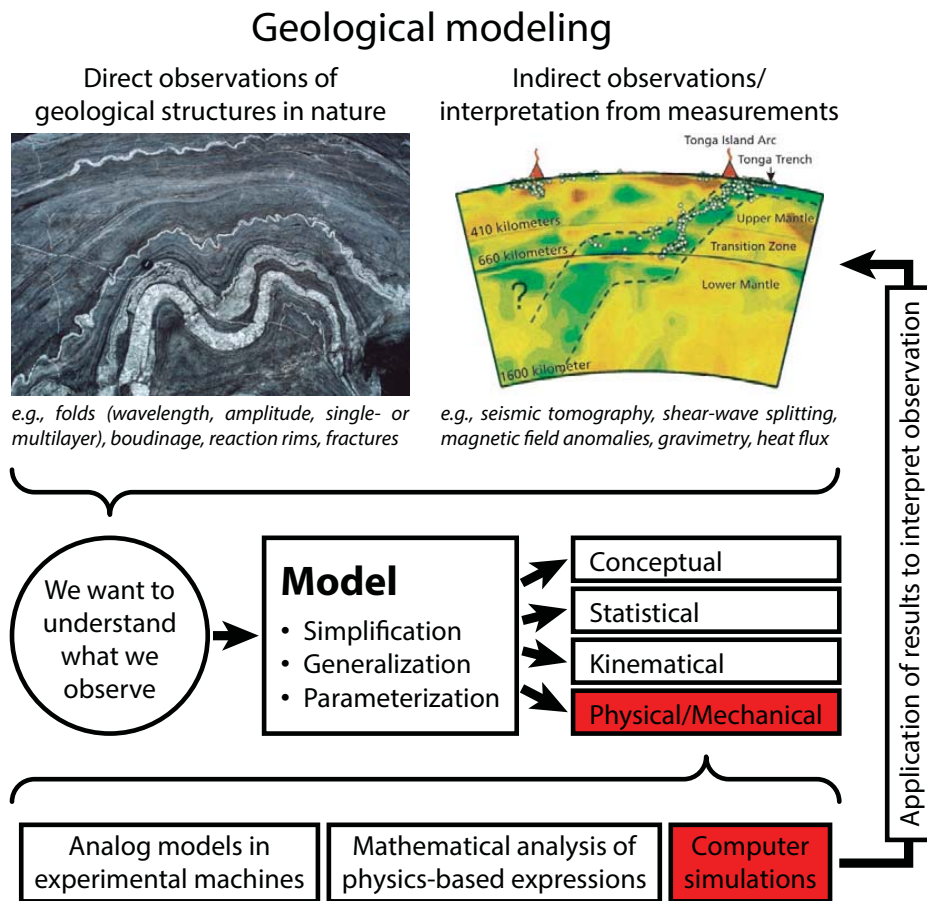 Geological modeling
Direct observations of
geological structures in nature
Indirect observations/
interpretation from measurements
Tonga Island Arc
Tonga Trench
410 kilometers
Upper Mantle
660 kilometers
Transition Zone
Lower Mantle
?
1600 kilometer
e.g., folds (wavelength, amplitude, single- or
multilayer), boudinage, reaction rims, fractures
e.g., seismic tomography, shear-wave splitting,
magnetic field anomalies, gravimetry, heat flux
We want to
understand
what we
observe
Model
• Simplification
• Generalization
• Parameterization
Conceptual
Statistical
Kinematical
Physical/Mechanical
Analog models in
experimental machines
Mathematical analysis of
physics-based expressions
Computer
simulations
Application of results to interpret observation